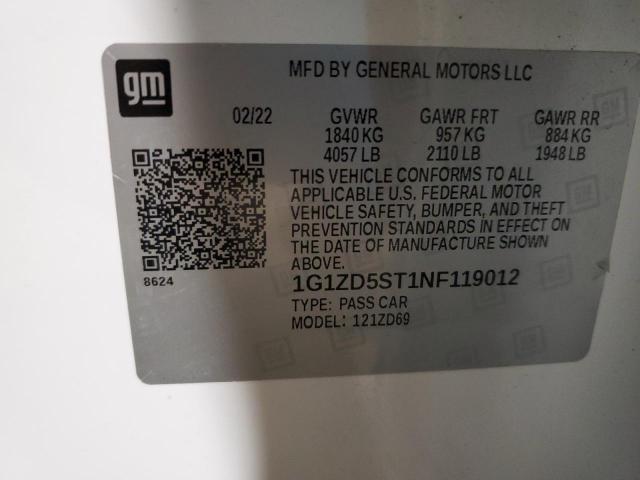 gm
MFD BY GENERAL MOTORS LLC
02/22 GVWR GAWR FRT GAWR RR
1840 KG 957 KG 884 KG
4057 LB 2110 LB 1948 LB
THIS VEHICLE CONFORMS TO ALL
APPLICABLE U.S. FEDERAL MOTOR
VEHICLE SAFETY, BUMPER, AND THEFT
PREVENTION STANDARDS IN EFFECT ON
THE DATE OF MANUFACTURE SHOWN
ABOVE.
8624
1G1ZD5ST1NF119012
TYPE: PASS CAR
MODEL: 121ZD69